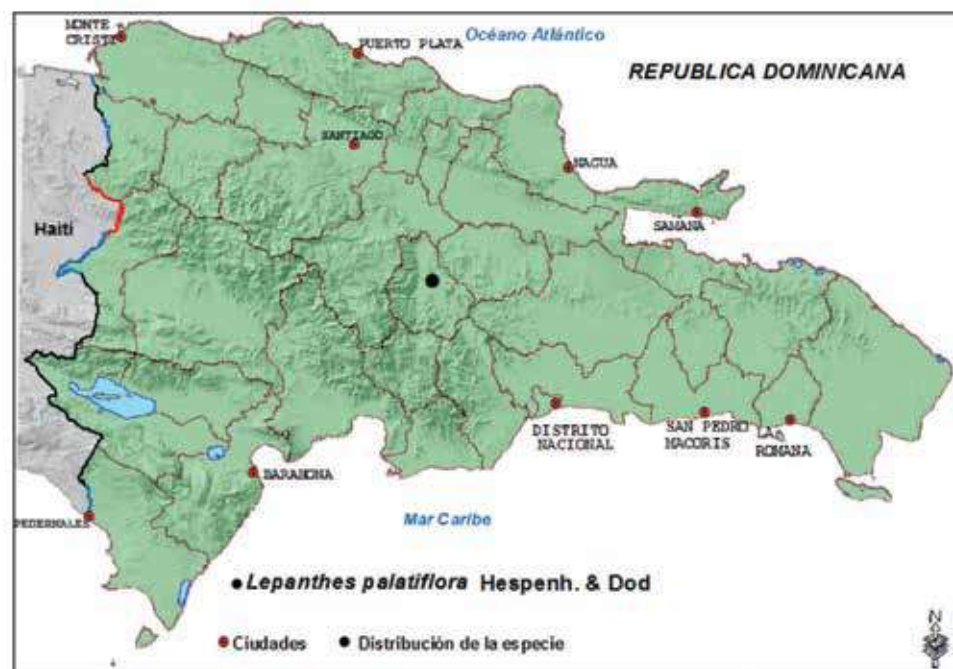 MONTE
CRISTI
PUERTO PLATA
Océano Atlántico
REPUBLICA DOMINICANA
SANTIAGO
NAGUA
SAMANA
Haití
DISTRITO
NACIONAL
SAN PEDRO
MACORIS
LA
ROMANA
BARAHONA
PEDERNALES
Mar Caribe
Lepanthes palatiflora Hespenh. & Dod
Ciudades
Distribución de la especie
N